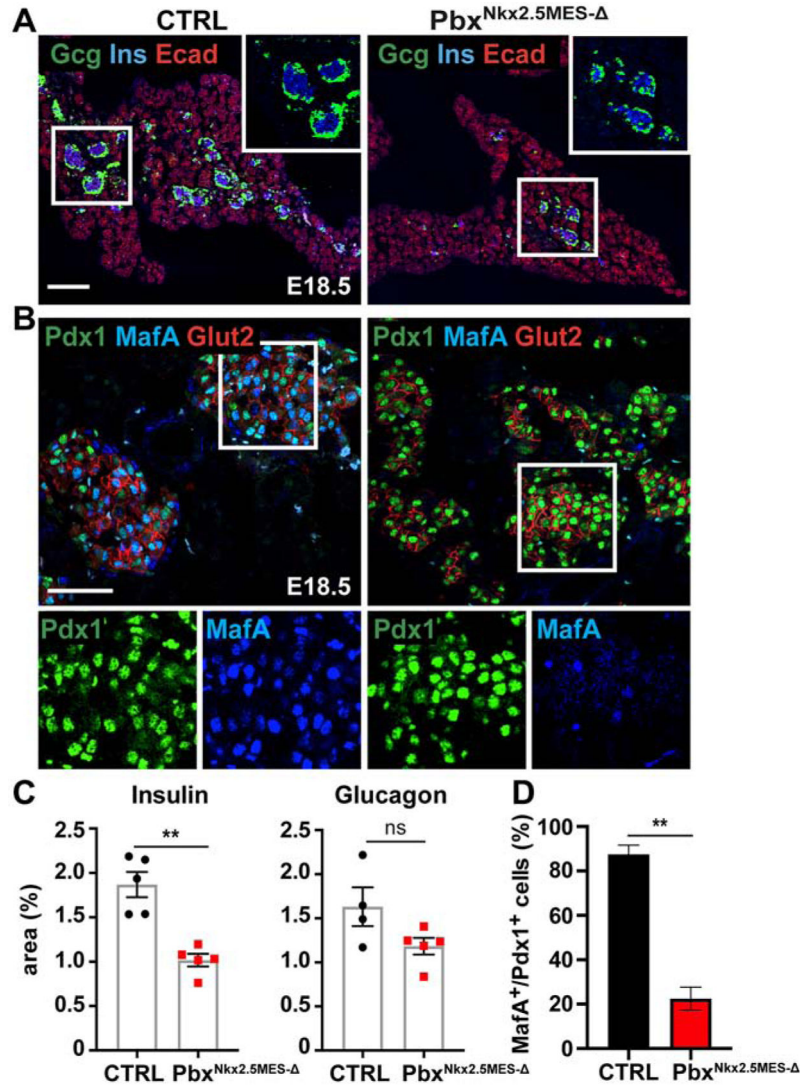 A
CTRL
Pbx^Nkx2.5MES-Δ
Gcg Ins Ecad
Gcg Ins Ecad
E18.5
B
Pdx1 MafA Glut2
Pdx1 MafA Glut2
E18.5
Pdx1
MafA
Pdx1
MafA
C
Insulin
Glucagon
D
area (%)
2.5
2.0
1.5
1.0
0.5
0.0
**
CTRL Pbx^Nkx2.5MES-Δ
2.5
2.0
1.5
1.0
0.5
0.0
ns
CTRL Pbx^Nkx2.5MES-Δ
MafA⁺/Pdx1⁺ cells (%)
100
80
60
40
20
0
**
CTRL Pbx^Nkx2.5MES-Δ